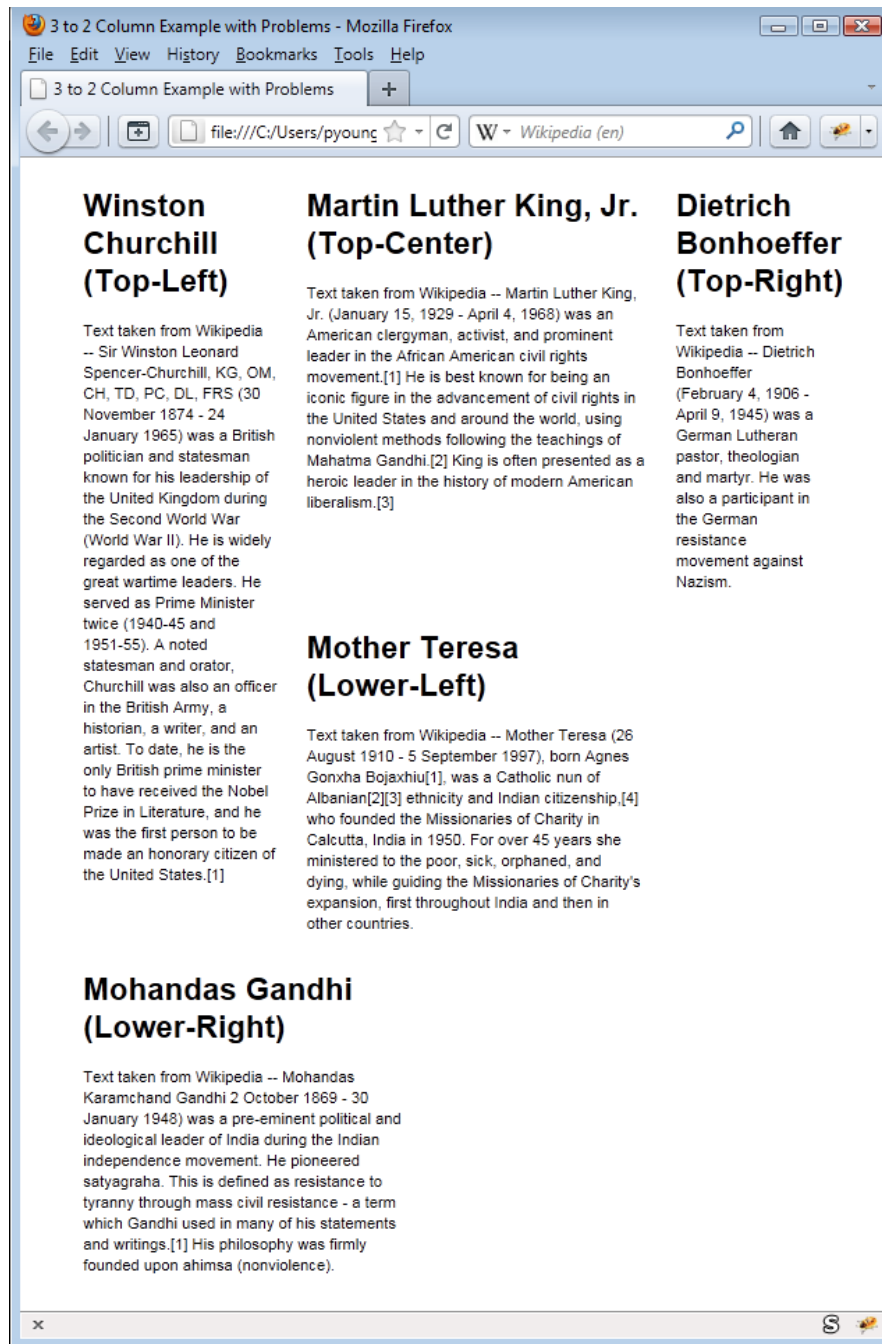 3 to 2 Column Example with Problems - Mozilla Firefox
File Edit View History Bookmarks Tools Help
3 to 2 Column Example with Problems
file:///C:/Users/pyoung
W Wikipedia (en)
Winston
Churchill
(Top-Left)
Text taken from Wikipedia
-- Sir Winston Leonard
Spencer-Churchill, KG, OM,
CH, TD, PC, DL, FRS (30
November 1874 - 24
January 1965) was a British
politician and statesman
known for his leadership of
the United Kingdom during
the Second World War
(World War II). He is widely
regarded as one of the
great wartime leaders. He
served as Prime Minister
twice (1940-45 and
1951-55). A noted
statesman and orator,
Churchill was also an officer
in the British Army, a
historian, a writer, and an
artist. To date, he is the
only British prime minister
to have received the Nobel
Prize in Literature, and he
was the first person to be
made an honorary citizen of
the United States.[1]
Martin Luther King, Jr.
(Top-Center)
Text taken from Wikipedia -- Martin Luther King,
Jr. (January 15, 1929 - April 4, 1968) was an
American clergyman, activist, and prominent
leader in the African American civil rights
movement.[1] He is best known for being an
iconic figure in the advancement of civil rights in
the United States and around the world, using
nonviolent methods following the teachings of
Mahatma Gandhi.[2] King is often presented as a
heroic leader in the history of modern American
liberalism.[3]
Dietrich
Bonhoeffer
(Top-Right)
Text taken from
Wikipedia -- Dietrich
Bonhoeffer
(February 4, 1906 -
April 9, 1945) was a
German Lutheran
pastor, theologian
and martyr. He was
also a participant in
the German
resistance
movement against
Nazism.
Mother Teresa
(Lower-Left)
Text taken from Wikipedia -- Mother Teresa (26
August 1910 - 5 September 1997), born Agnes
Gonxha Bojaxhiu[1], was a Catholic nun of
Albanian[2][3] ethnicity and Indian citizenship,[4]
who founded the Missionaries of Charity in
Calcutta, India in 1950. For over 45 years she
ministered to the poor, sick, orphaned, and
dying, while guiding the Missionaries of Charity's
expansion, first throughout India and then in
other countries.
Mohandas Gandhi
(Lower-Right)
Text taken from Wikipedia -- Mohandas
Karamchand Gandhi 2 October 1869 - 30
January 1948) was a pre-eminent political and
ideological leader of India during the Indian
independence movement. He pioneered
satyagraha. This is defined as resistance to
tyranny through mass civil resistance - a term
which Gandhi used in many of his statements
and writings.[1] His philosophy was firmly
founded upon ahimsa (nonviolence).
x
S